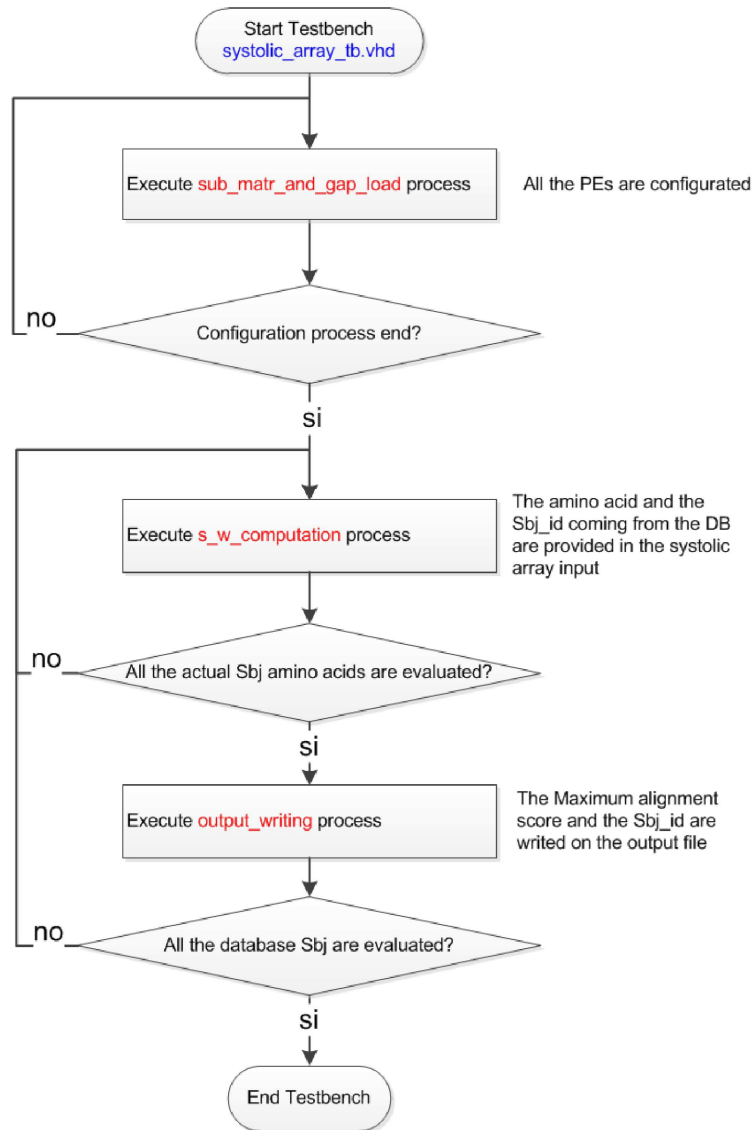 Start Testbench
systolic_array_tb.vhd
Execute sub_matr_and_gap_load process
All the PEs are configurated
no
Configuration process end?
si
Execute s_w_computation process
The amino acid and the
Sbj_id coming from the DB
are provided in the systolic
array input
no
All the actual Sbj amino acids are evaluated?
si
Execute output_writing process
The Maximum alignment
score and the Sbj_id are
writed on the output file
no
All the database Sbj are evaluated?
si
End Testbench